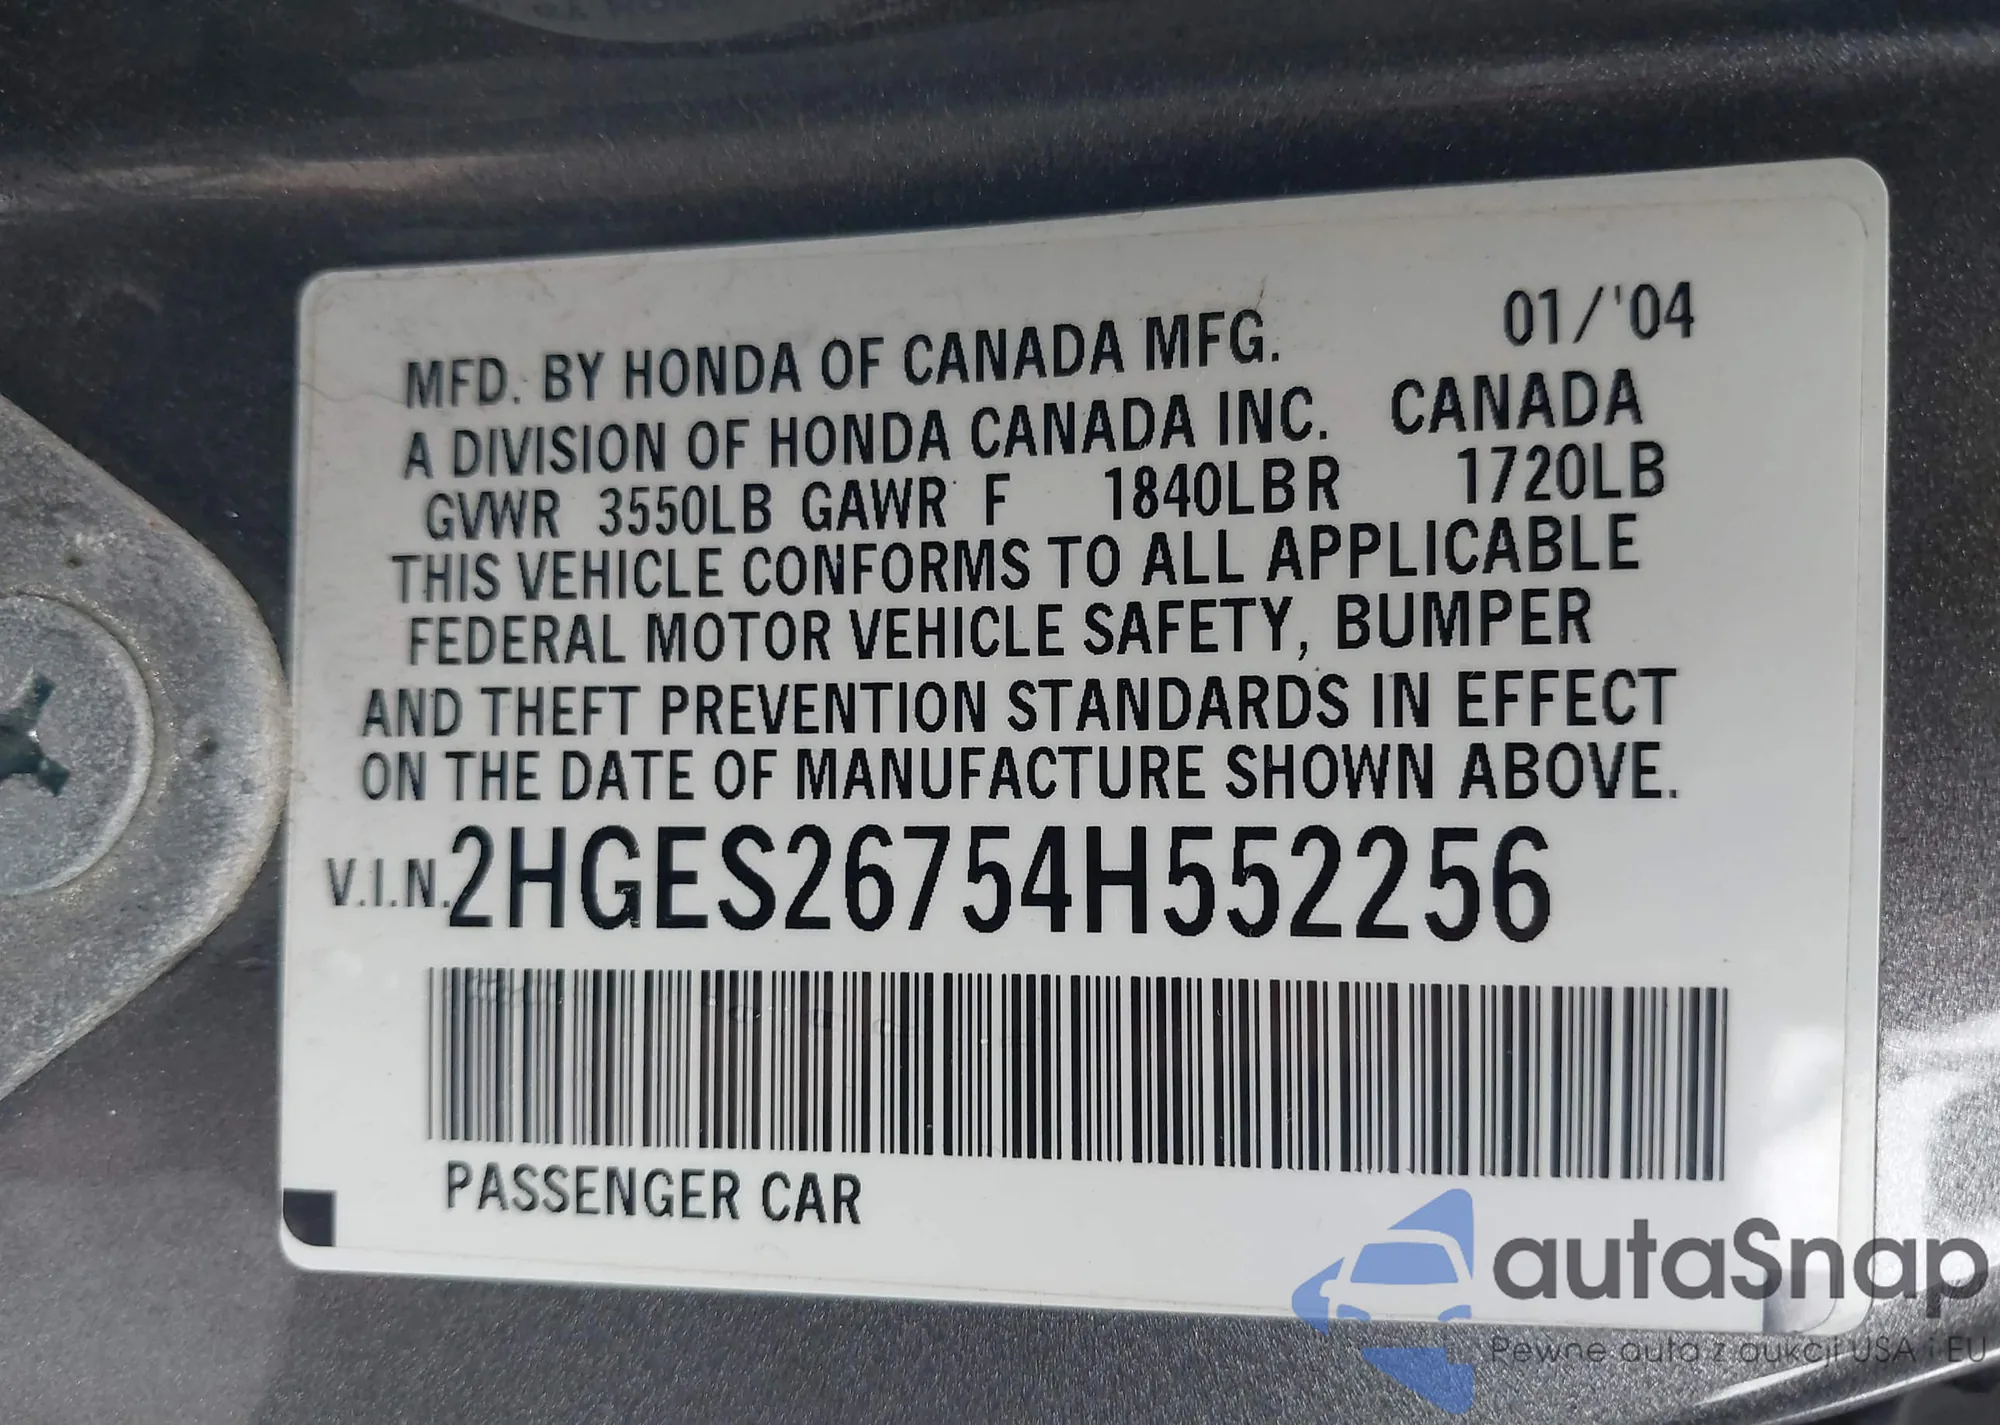 01/'04
MFD. BY HONDA OF CANADA MFG.
A DIVISION OF HONDA CANADA INC. CANADA
GVWR 3550LB GAWR F 1840LB R 1720LB
THIS VEHICLE CONFORMS TO ALL APPLICABLE
FEDERAL MOTOR VEHICLE SAFETY, BUMPER
AND THEFT PREVENTION STANDARDS IN EFFECT
ON THE DATE OF MANUFACTURE SHOWN ABOVE.
V.I.N. 2HGES26754H552256
PASSENGER CAR
autaSnap
Pewne auta z aukcji USA i EU